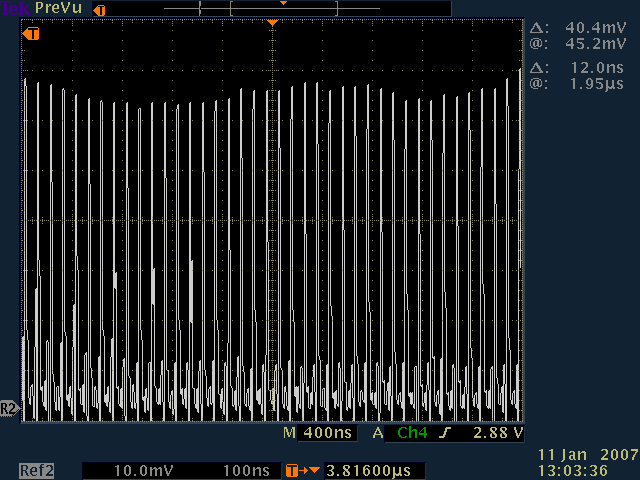 Tek PreVu T
T
Δ: 40.4mV
@: 45.2mV
Δ: 12.0ns
@: 1.95µs
R2
M 400ns A Ch4 2.88 V
Ref2 10.0mV 100ns T 3.81600µs
11 Jan 2007
13:03:36